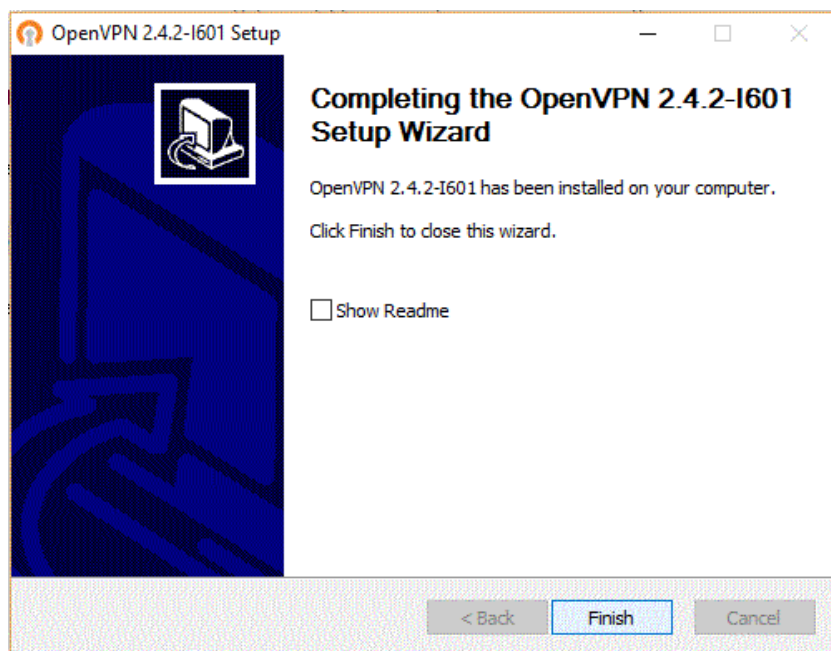 OpenVPN 2.4.2-I601 Setup
Completing the OpenVPN 2.4.2-I601
Setup Wizard
OpenVPN 2.4.2-I601 has been installed on your computer.
Click Finish to close this wizard.
Show Readme
< Back
Finish
Cancel